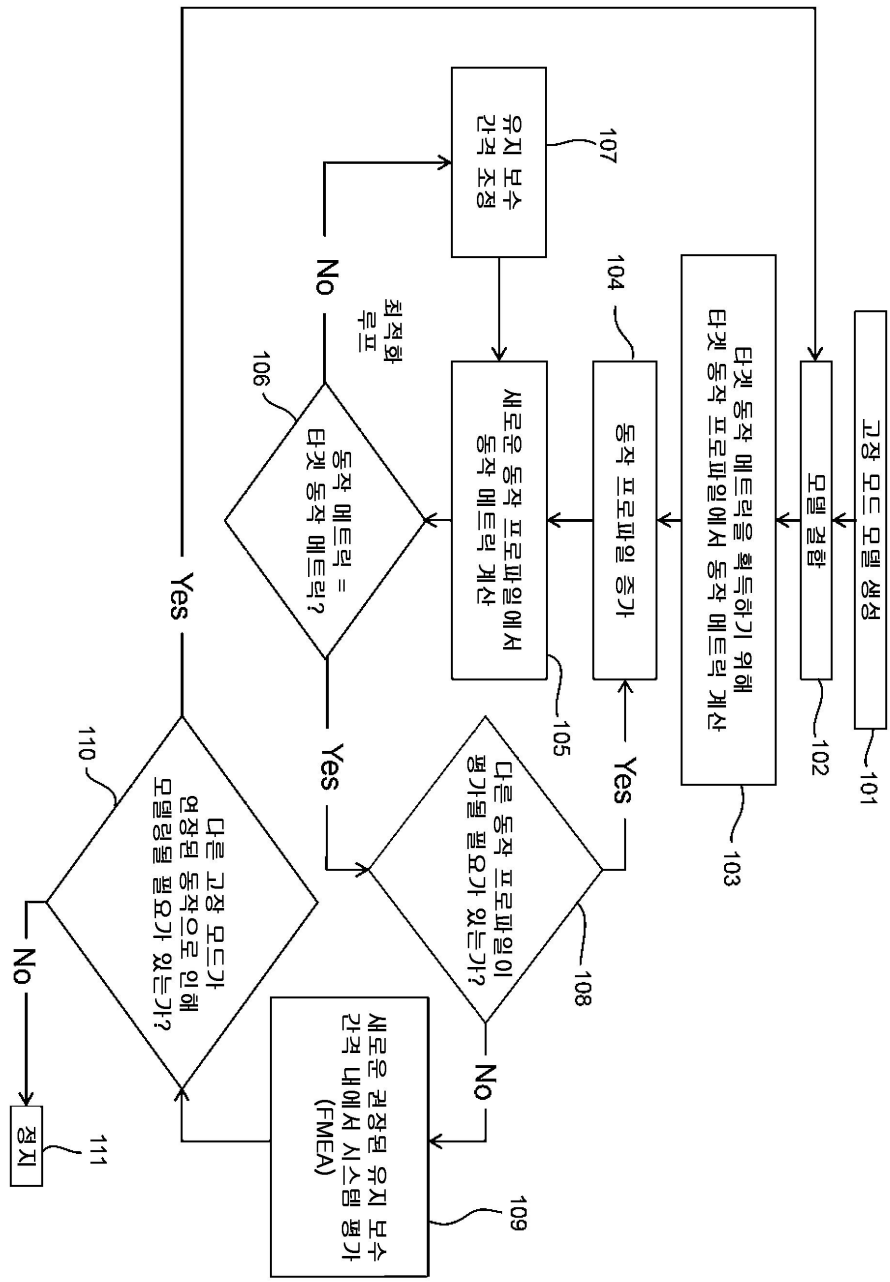 고장 모드 모델 생성
101
모델 결합
102
타겟 동작 메트릭을 획득하기 위해
타겟 동작 프로파일에서 동작 메트릭 계산
103
104
동작 프로파일 증가
새로운 동작 프로파일에서
동작 메트릭 계산
105
106
동작 메트릭 =
타겟 동작 메트릭?
최적화
루프
No
107
유지 보수
간격 조정
Yes
다른 동작 프로파일이
평가될 필요가 있는가?
108
Yes
No
새로운 권장된 유지 보수
간격 내에서 시스템 평가
(FMEA)
109
다른 고장 모드가
연장된 동작으로 인해
모델링될 필요가 있는가?
110
Yes
No
정지
111